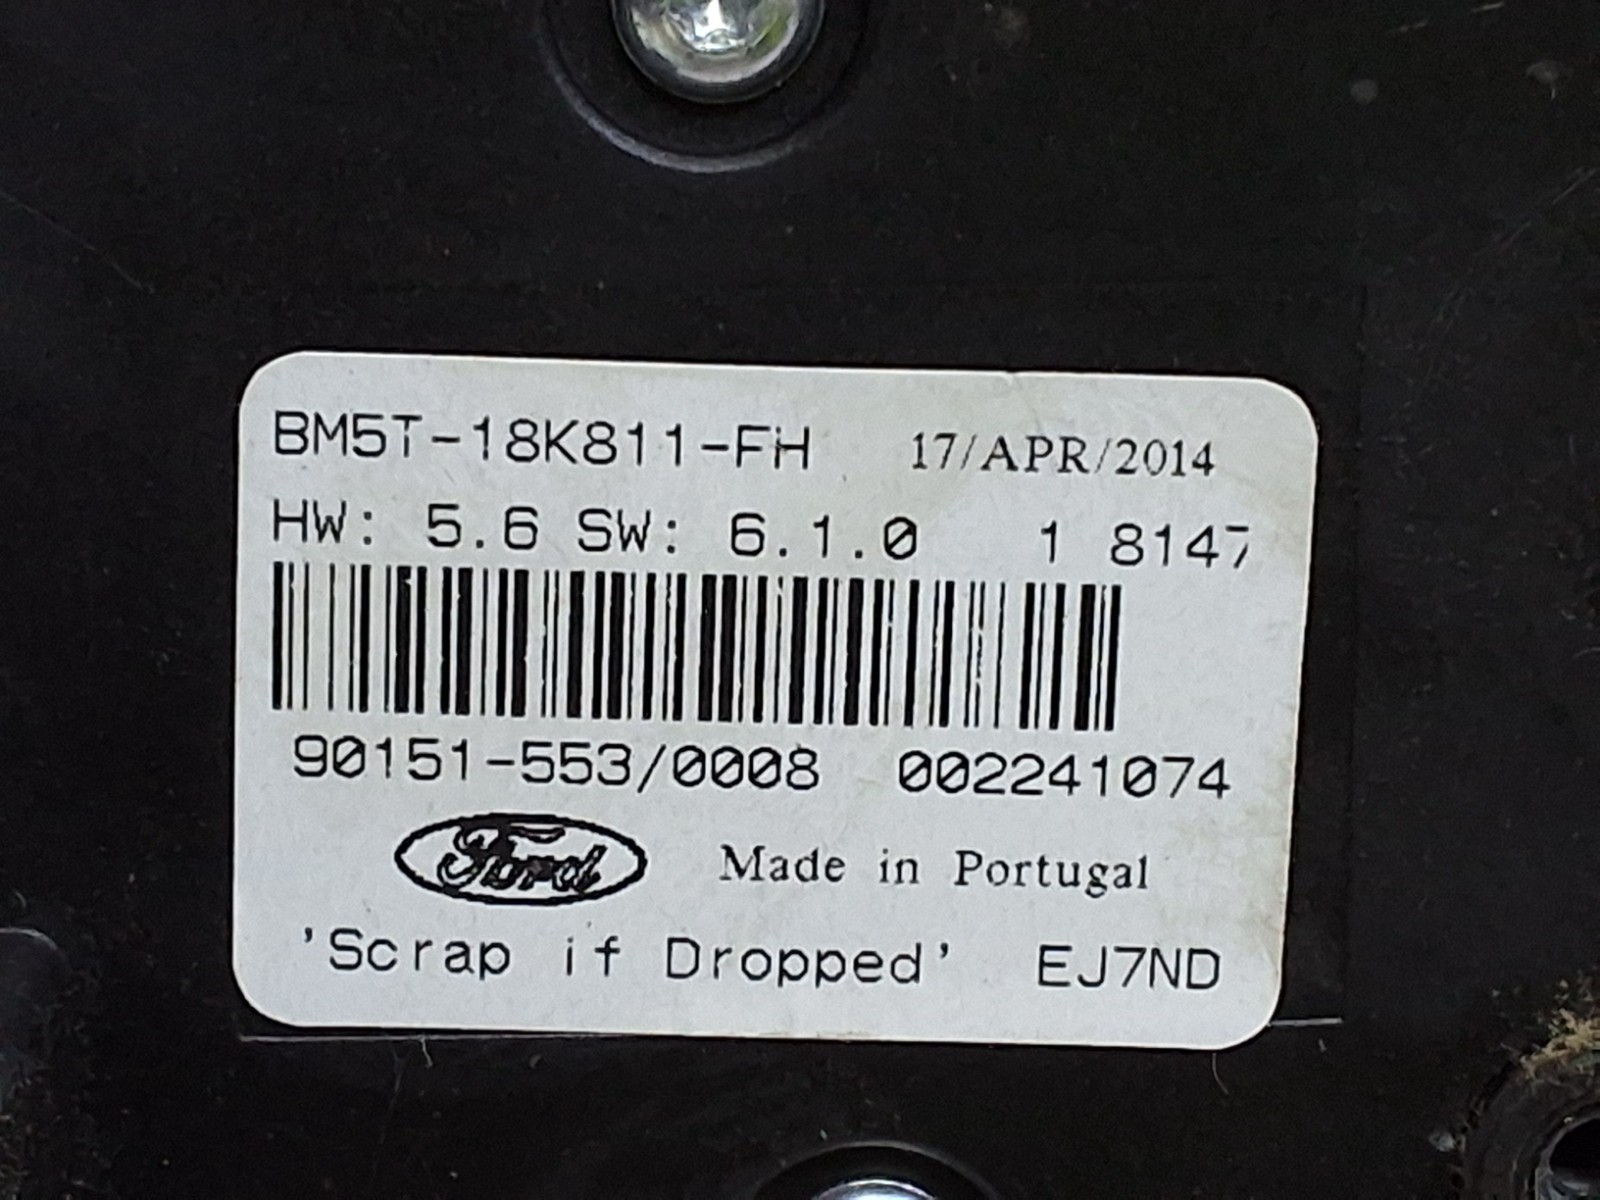 BM5T-18K811-FH 17/APR/2014
HW: 5.6 SW: 6.1.0 1 8147
90151-553/0008 002241074
Ford Made in Portugal
'Scrap if Dropped' EJ7ND